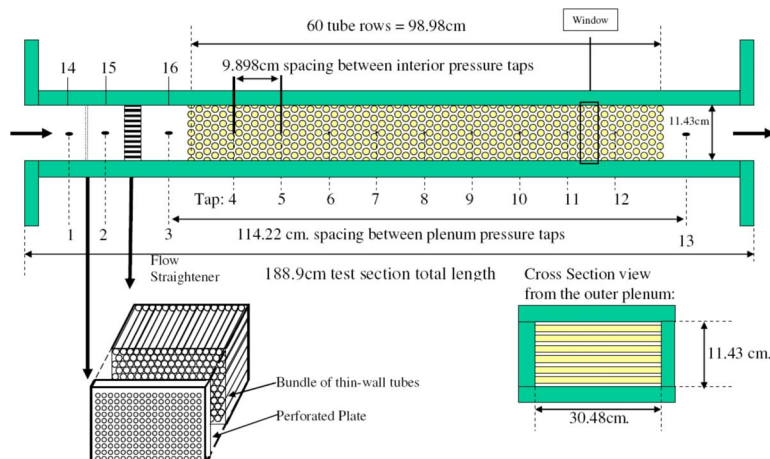 60 tube rows = 98.98cm
Window
14
15
16
9.898cm spacing between interior pressure taps
11.43cm
Tap: 4
5
6
7
8
9
10
11
12
1
2
3
13
114.22 cm. spacing between plenum pressure taps
Flow
Straightener
188.9cm test section total length
Cross Section view
from the outer plenum:
11.43 cm.
Bundle of thin-wall tubes
Perforated Plate
30.48cm.